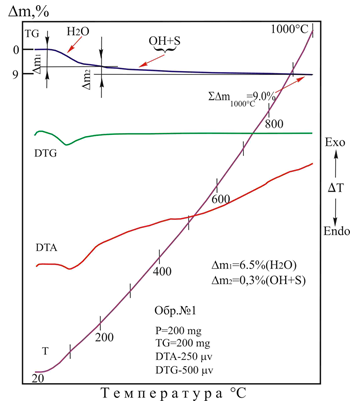 Δm,%
TG
H2O
OH+S
1000°C
0
Δm1
Δm2
9
ΣΔm1000°C=9.0%
800
DTG
Exo
ΔT
Endo
600
DTA
400
Δm1=6.5%(H2O)
Δm2=0,3%(OH+S)
Обр.№1
P=200 mg
TG=200 mg
DTA-250 μv
DTG-500 μv
200
T
20
Температура °C